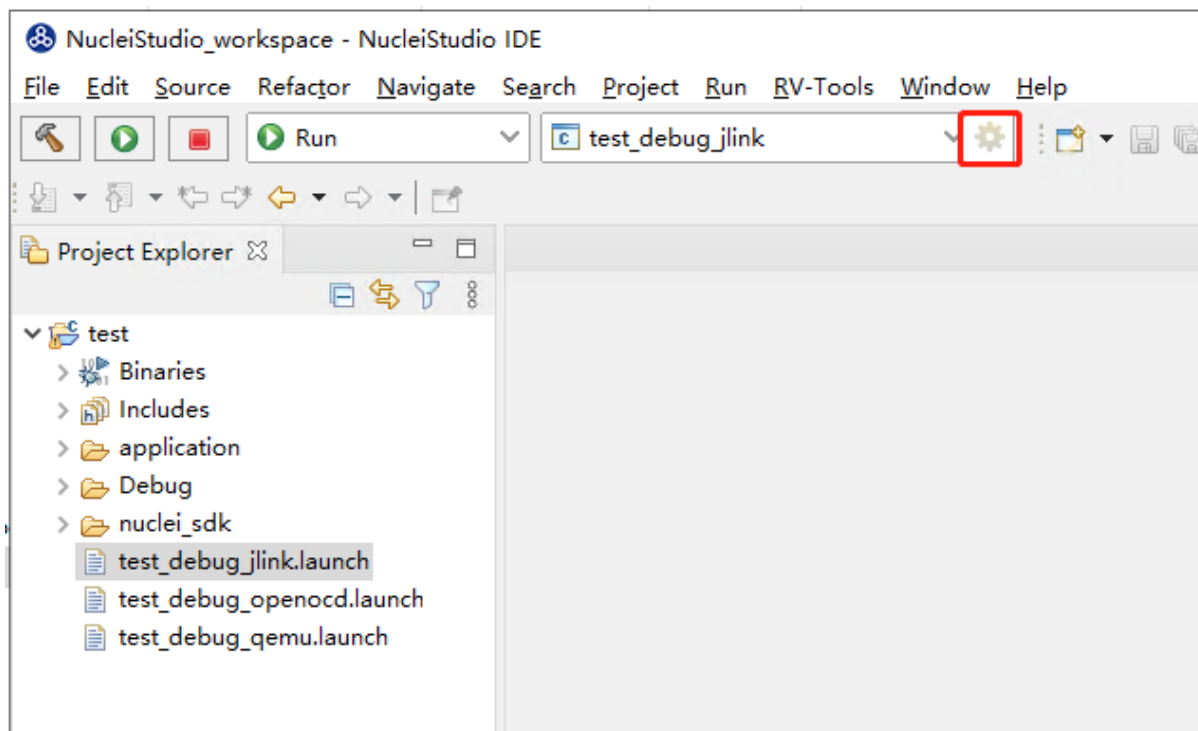 NucleiStudio_workspace - NucleiStudio IDE
File Edit Source Refactor Navigate Search Project Run RV-Tools Window Help
Run test_debug_jlink
Project Explorer
test
Binaries
Includes
application
Debug
nuclei_sdk
test_debug_jlink.launch
test_debug_openocd.launch
test_debug_qemu.launch